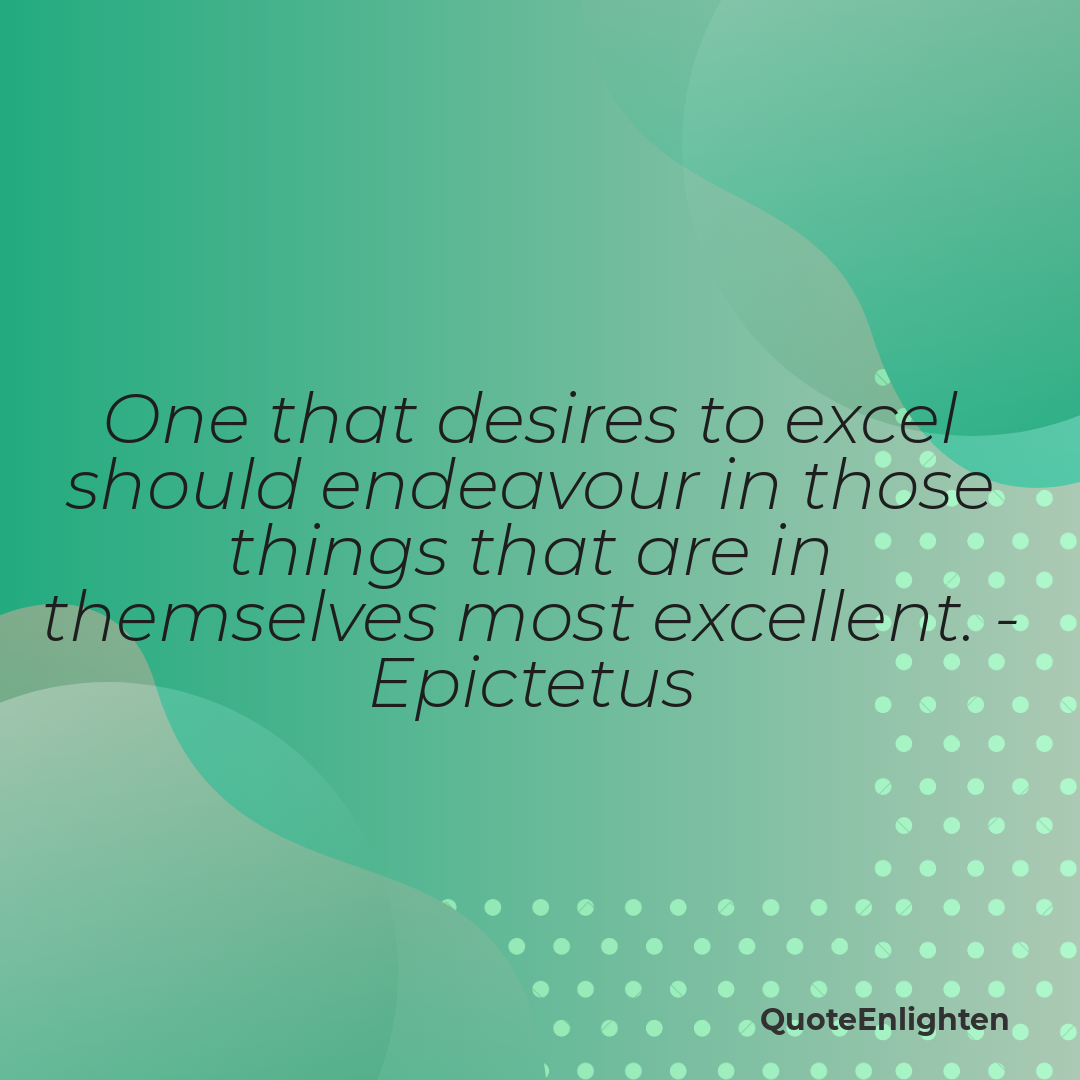 One that desires to excel
should endeavour in those
things that are in
themselves most excellent. -
Epictetus
QuoteEnlighten